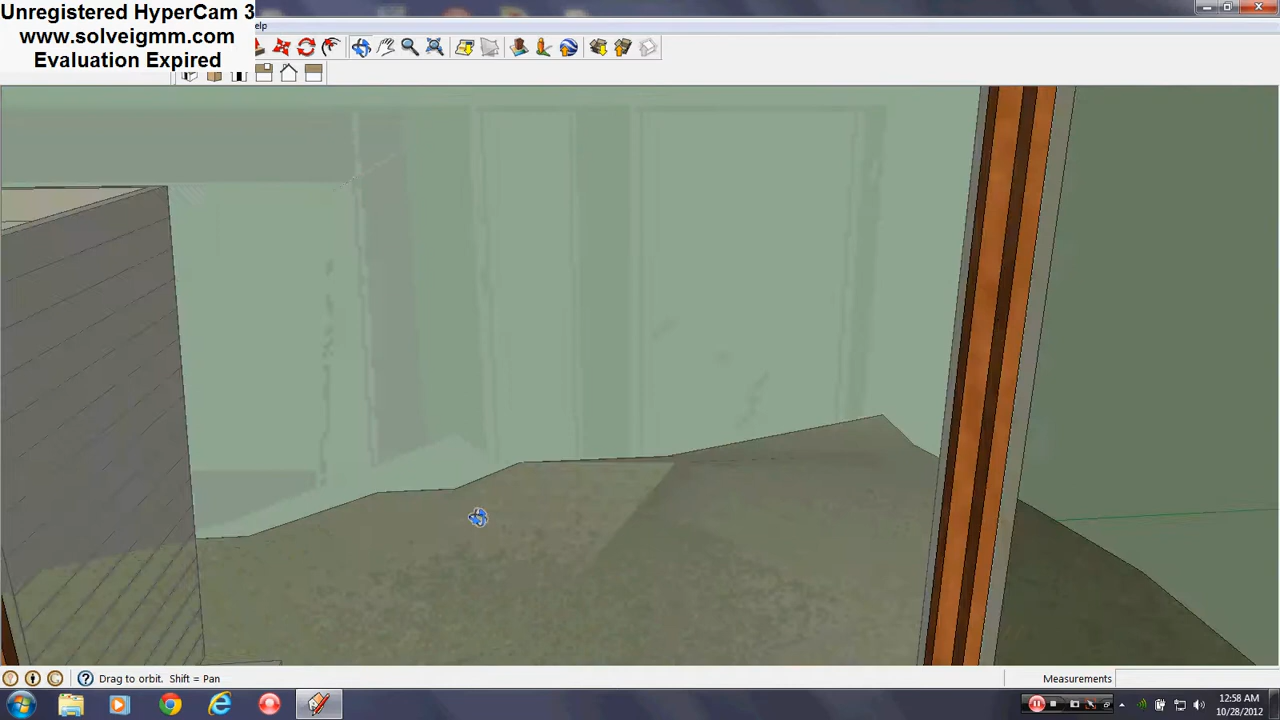 Unregistered HyperCam 3
www.solveigmm.com
Evaluation Expired
elp
Drag to orbit. Shift = Pan
Measurements
12:58 AM
10/28/2012